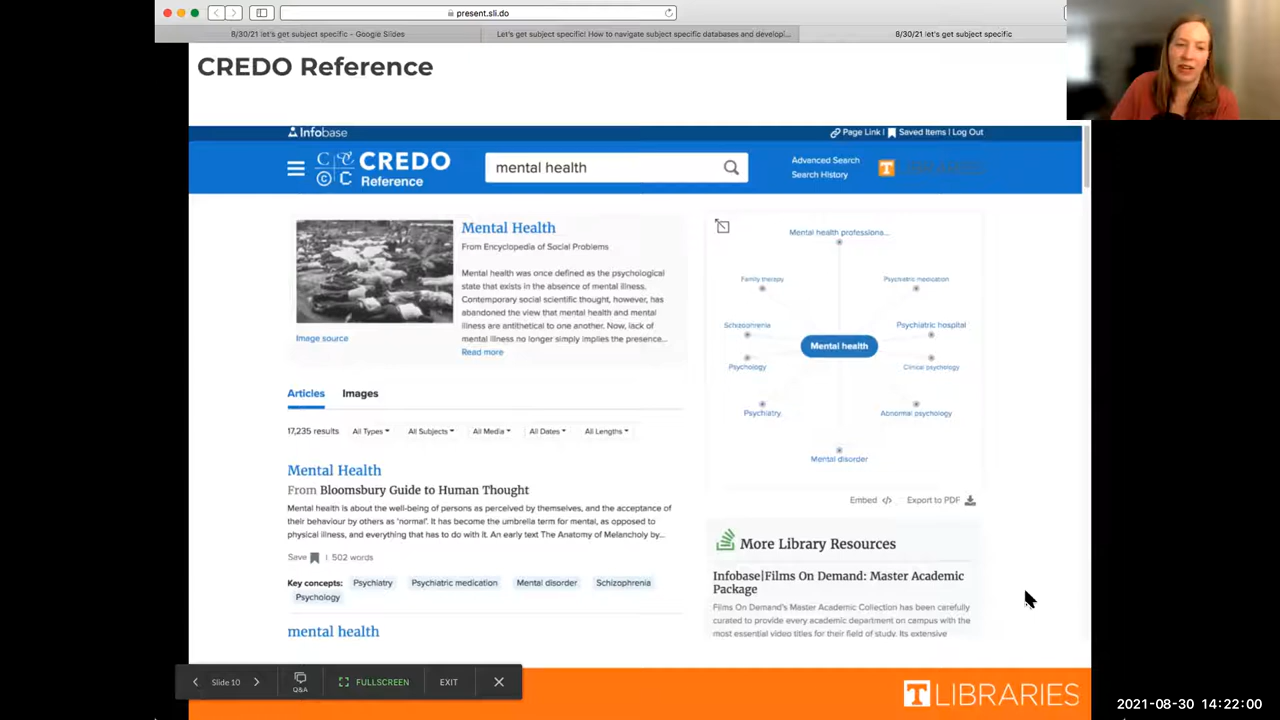 present.sli.do
8/30/21 let's get subject specific - Google Slides
Let's get subject specific! How to navigate subject specific databases and developi...
8/30/21 let's get subject specific
CREDO Reference
Infobase
Page Link | Saved Items | Log Out
CREDO
Reference
mental health
Advanced Search
Search History
T LIBRARIES
Mental Health
From Encyclopedia of Social Problems
Mental health was once defined as the psychological
state that exists in the absence of mental illness.
Contemporary social scientific thought, however, has
abandoned the view that mental health and mental
illness are antithetical to one another. Now, lack of
mental illness no longer simply implies the presence...
Read more
Image source
Mental health professiona...
Family therapy
Psychiatric medication
Schizophrenia
Psychiatric hospital
Mental health
Psychology
Clinical psychology
Psychiatry
Abnormal psychology
Mental disorder
Embed </>
Export to PDF
Articles
Images
17,235 results
All Types
All Subjects
All Media
All Dates
All Lengths
Mental Health
From Bloomsbury Guide to Human Thought
Mental health is about the well-being of persons as perceived by themselves, and the acceptance of
their behaviour by others as 'normal'. It has become the umbrella term for mental, as opposed to
physical illness, and everything that has to do with it. An early text The Anatomy of Melancholy by...
Save | 502 words
Key concepts: Psychiatry Psychiatric medication Mental disorder Schizophrenia
Psychology
mental health
More Library Resources
Infobase|Films On Demand: Master Academic
Package
Films On Demand's Master Academic Collection has been carefully
curated to provide every academic department on campus with the
most essential video titles for their field of study. Its extensive
Slide 10
Q&A
FULLSCREEN
EXIT
T LIBRARIES
2021-08-30 14:22:00